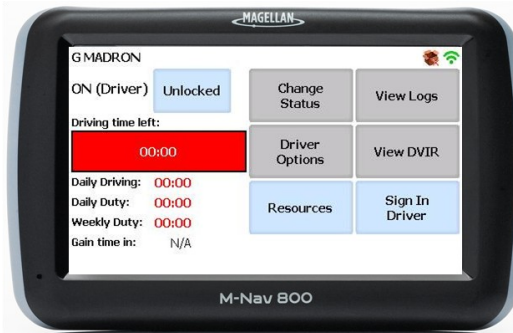 MAGELLAN
G MADRON
ON (Driver) Unlocked
Driving time left:
00:00
Daily Driving: 00:00
Daily Duty: 00:00
Weekly Duty: 00:00
Gain time in: N/A
Change
Status
View Logs
Driver
Options
View DVIR
Resources
Sign In
Driver
M-Nav 800